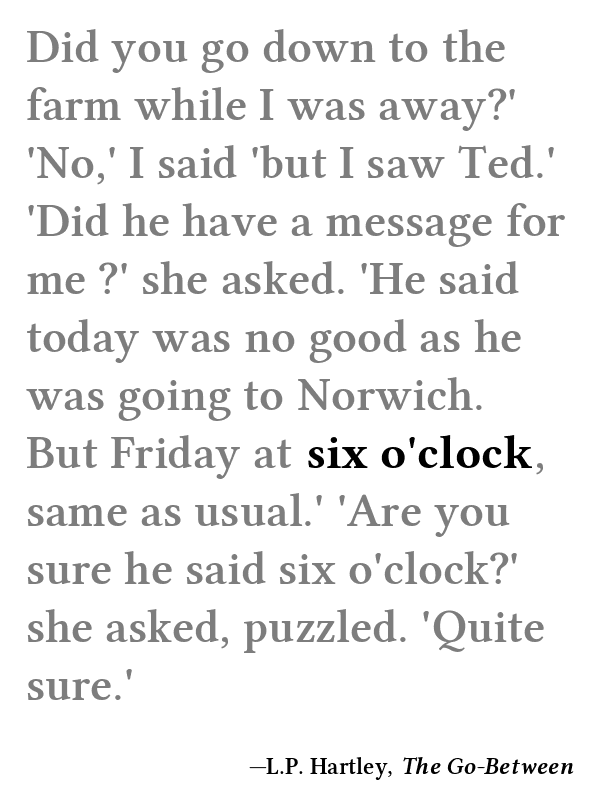 Did you go down to the
farm while I was away?'
'No,' I said 'but I saw Ted.'
'Did he have a message for
me ?' she asked. 'He said
today was no good as he
was going to Norwich.
But Friday at six o'clock,
same as usual.' 'Are you
sure he said six o'clock?'
she asked, puzzled. 'Quite
sure.'
—L.P. Hartley, The Go-Between